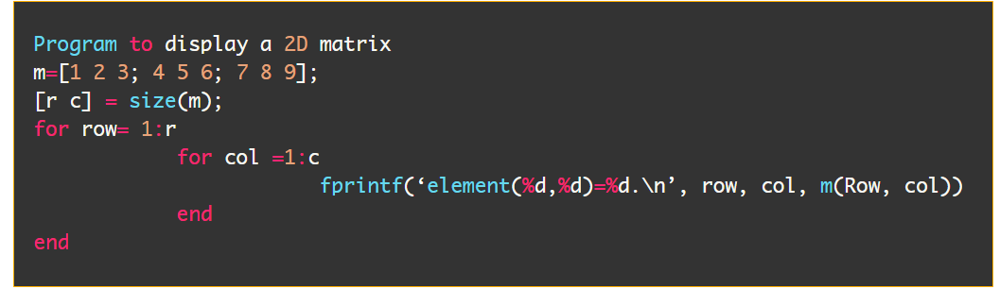 Program to display a 2D matrix
m=[1 2 3; 4 5 6; 7 8 9];
[r c] = size(m);
for row= 1:r
for col =1:c
fprintf(‘element(%d,%d)=%d.\n’, row, col, m(Row, col))
end
end